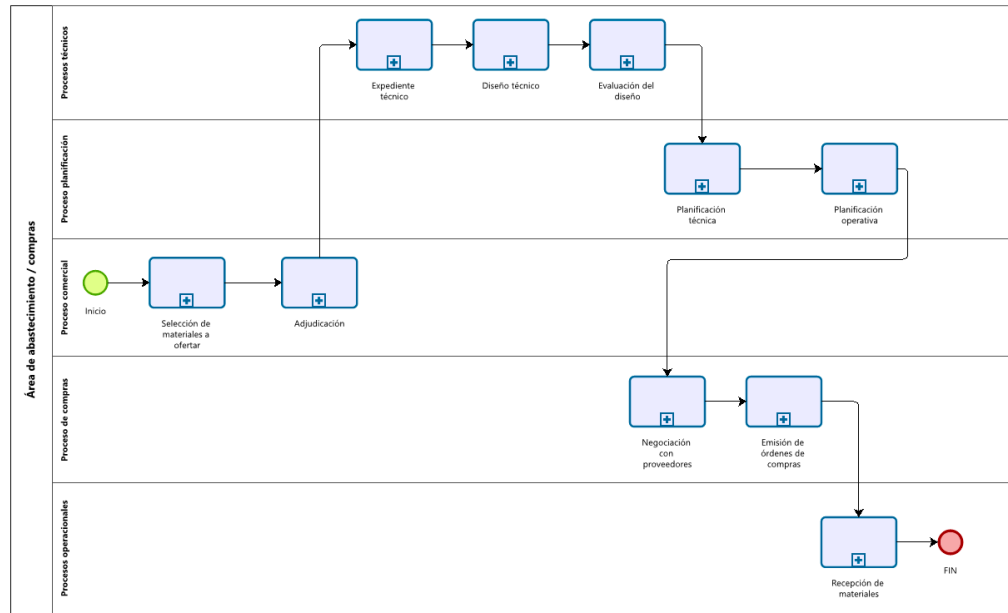 Área de abastecimiento / compras
Procesos técnicos
Expediente
técnico
Diseño técnico
Evaluación del
diseño
Proceso planificación
Planificación
técnica
Planificación
operativa
Proceso comercial
Inicio
Selección de
materiales a
ofertar
Adjudicación
Proceso de compras
Negociación
con
proveedores
Emisión de
órdenes de
compras
Procesos operacionales
Recepción de
materiales
FIN